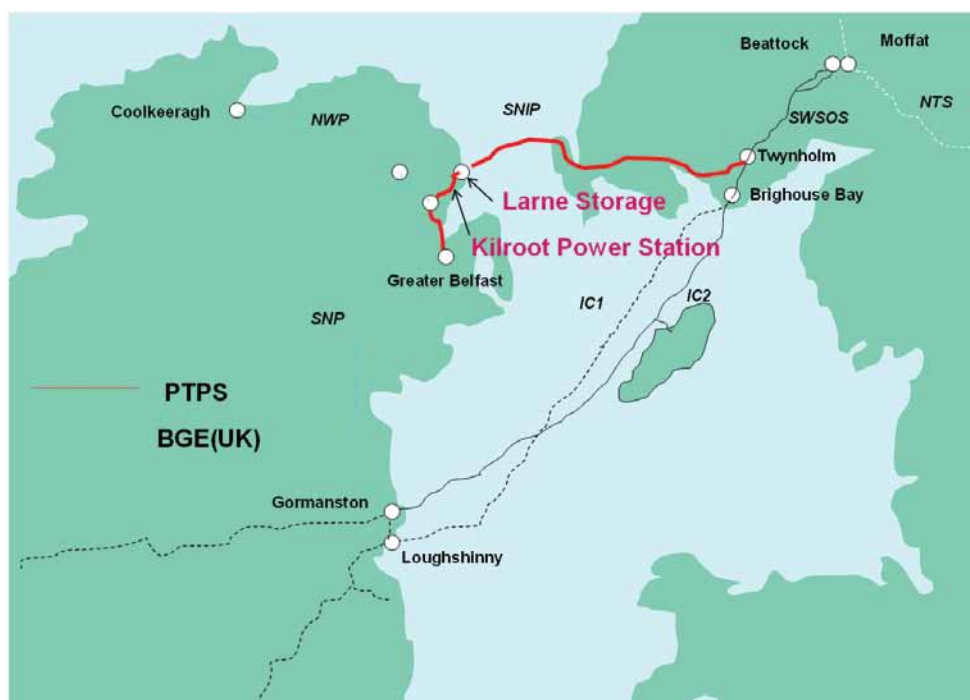 Beattock
Moffat
Coolkeeragh
NWP
SNIP
NTS
SWSOS
Twynholm
Larne Storage
Brighouse Bay
Kilroot Power Station
Greater Belfast
IC1
IC2
SNP
PTPS
BGE(UK)
Gormanston
Loughshinny